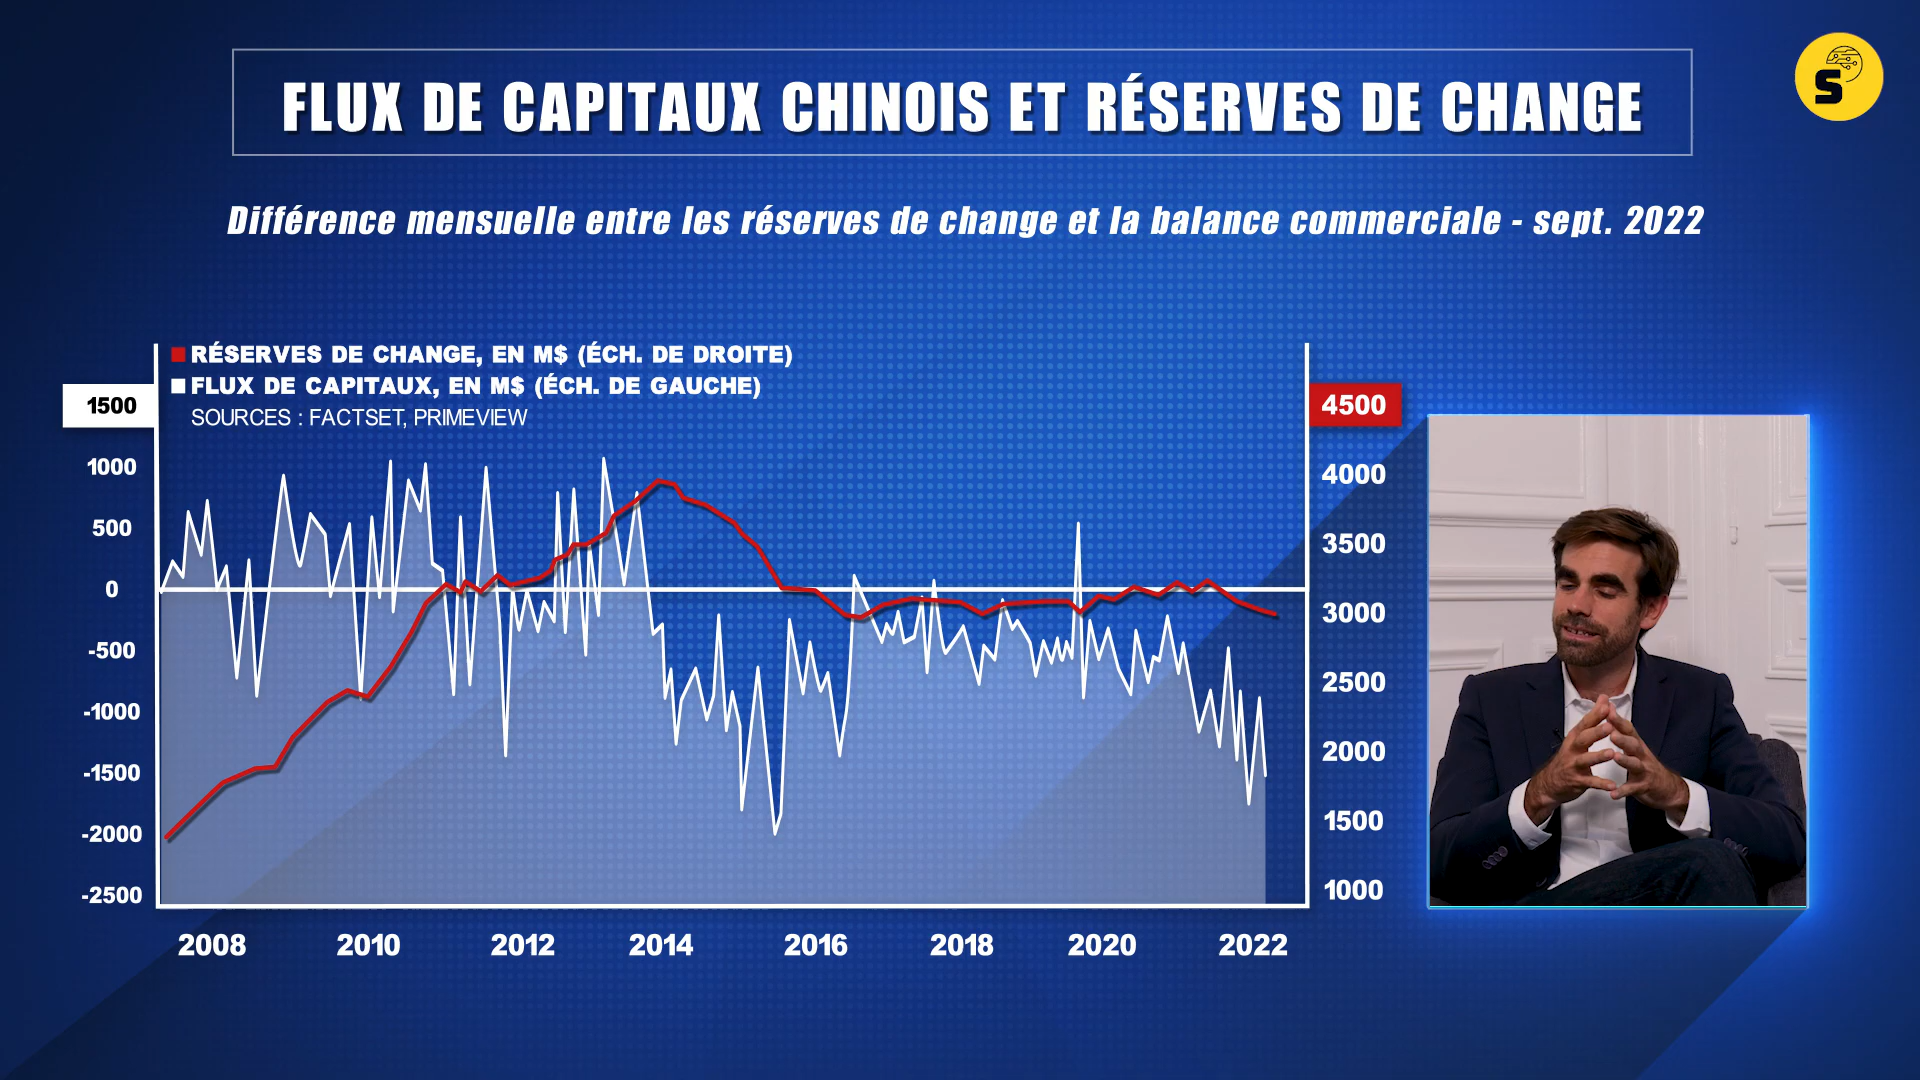 FLUX DE CAPITAUX CHINOIS ET RÉSERVES DE CHANGE
S
Différence mensuelle entre les réserves de change et la balance commerciale - sept. 2022
RÉSERVES DE CHANGE, EN M$ (ÉCH. DE DROITE)
FLUX DE CAPITAUX, EN M$ (ÉCH. DE GAUCHE)
SOURCES : FACTSET, PRIMEVIEW
1500
1000
500
0
-500
-1000
-1500
-2000
-2500
4500
4000
3500
3000
2500
2000
1500
1000
2008 2010 2012 2014 2016 2018 2020 2022